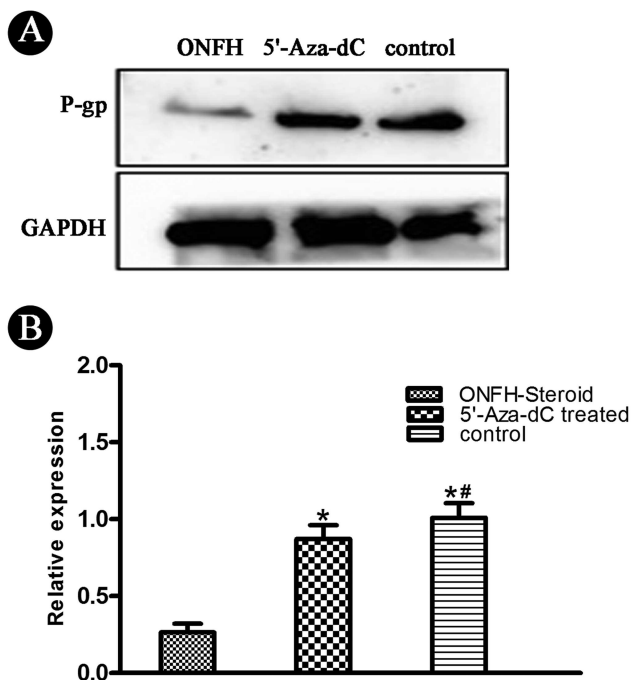 A
ONFH 5'-Aza-dC control
P-gp
GAPDH
B
2.0
1.5
1.0
0.5
0.0
Relative expression
ONFH-Steroid
5'-Aza-dC treated
control
*
*#